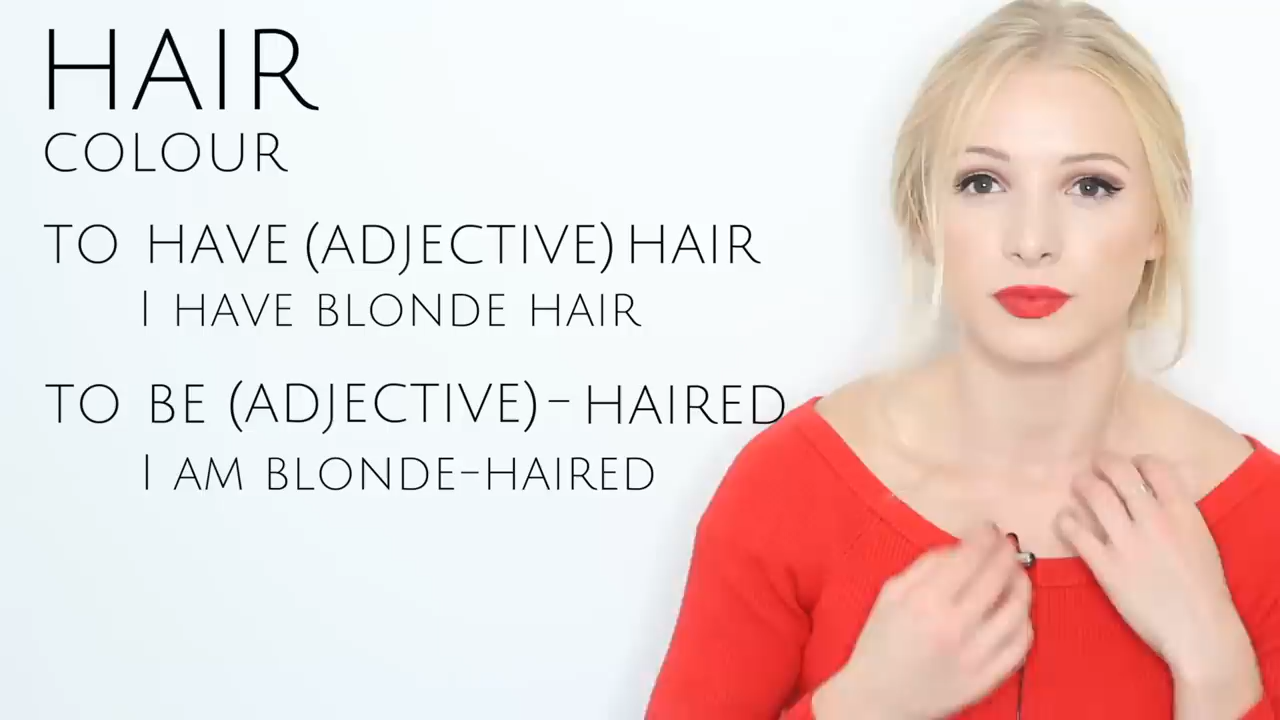 HAIR
COLOUR
TO HAVE (ADJECTIVE) HAIR
I HAVE BLONDE HAIR
TO BE (ADJECTIVE)-HAIRED
I AM BLONDE-HAIRED